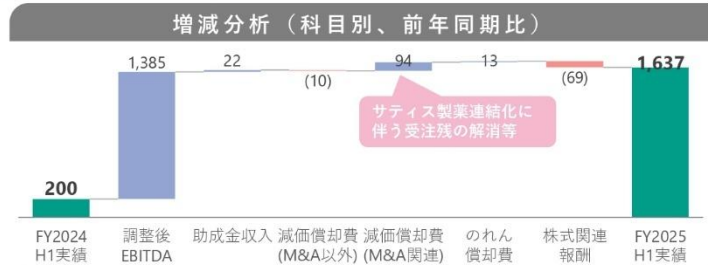 増減分析（科目別、前年同期比）
1,385
22
(10)
94
13
(69)
1,637
サティス製薬連結化に
伴う受注残の解消等
200
FY2024
H1実績
調整後
EBITDA
助成金収入
減価償却費
(M&A以外)
減価償却費
(M&A関連)
のれん
償却費
株式関連
報酬
FY2025
H1実績